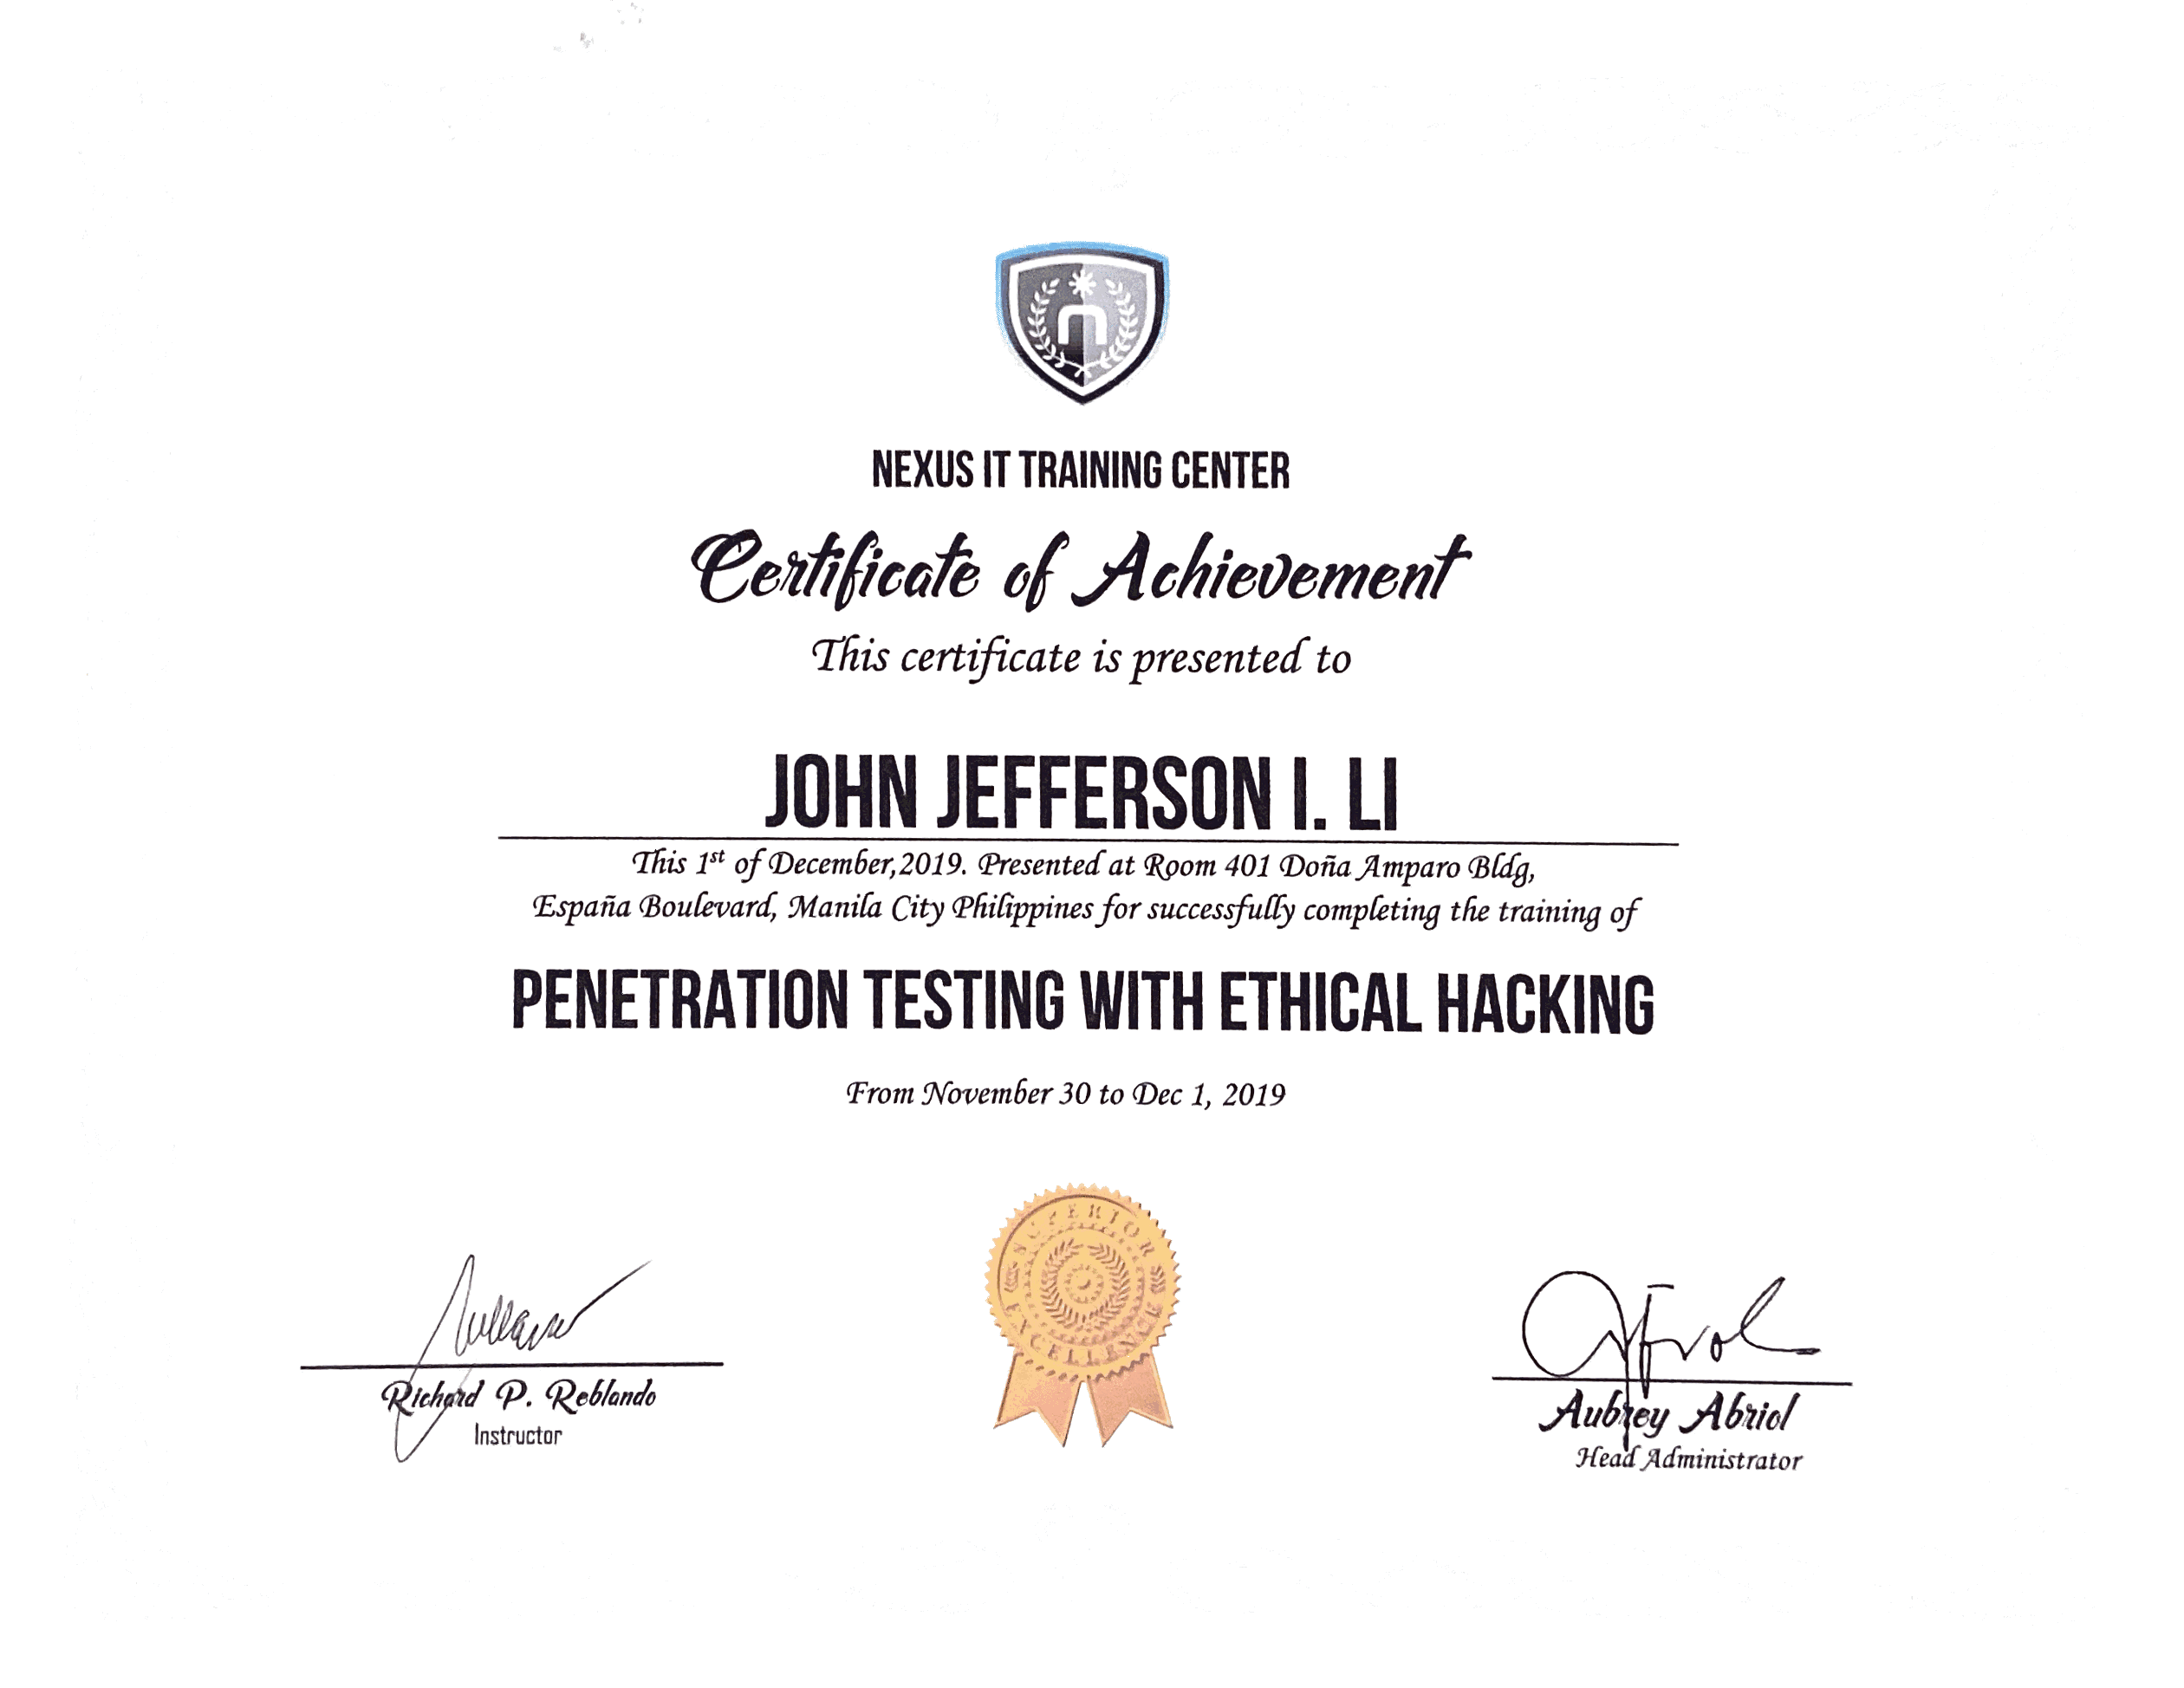 n
NEXUS IT TRAINING CENTER
Certificate of Achievement
This certificate is presented to
JOHN JEFFERSON I. LI
This 1st of December,2019. Presented at Room 401 Doña Amparo Bldg,
España Boulevard, Manila City Philippines for successfully completing the training of
PENETRATION TESTING WITH ETHICAL HACKING
From November 30 to Dec 1, 2019
SUPERIOR
EXCELLENCE
Richard P. Reblando
Instructor
Aubrey Abriol
Head Administrator